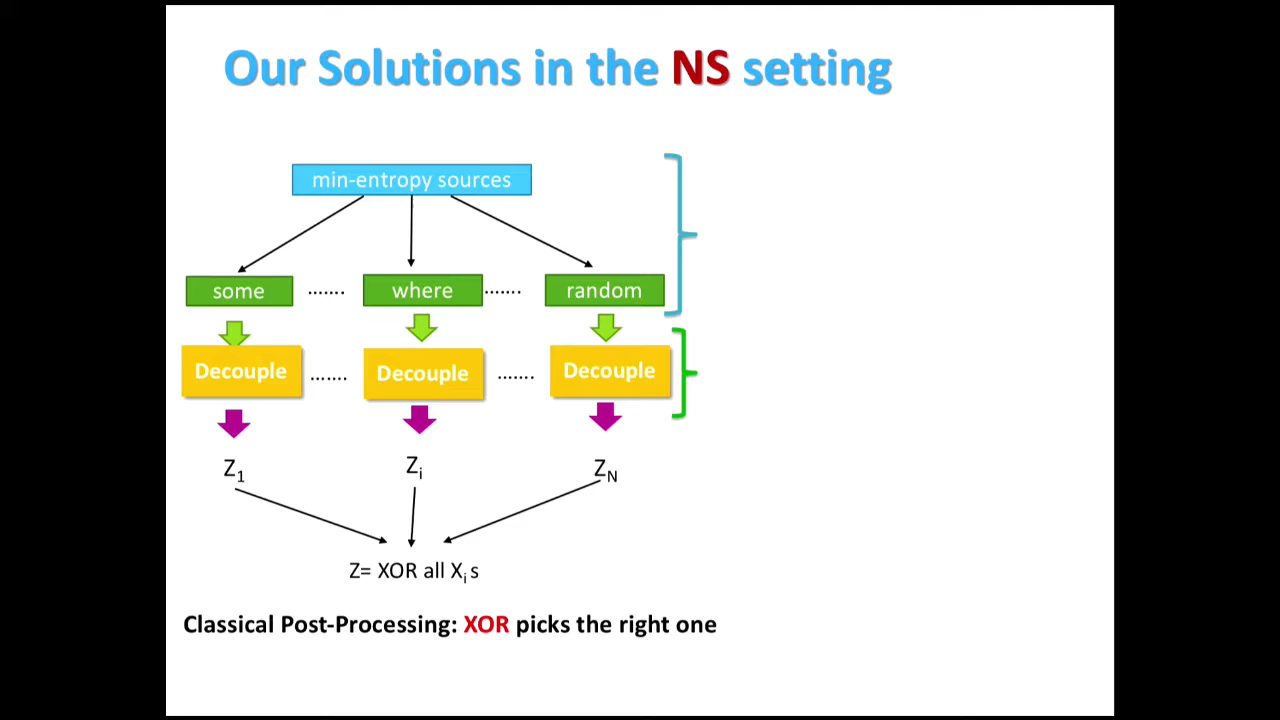 Our Solutions in the NS setting
min-entropy sources
some ....... where ....... random
Decouple ....... Decouple ....... Decouple
Z1 Zi ZN
Z= XOR all Xi s
Classical Post-Processing: XOR picks the right one